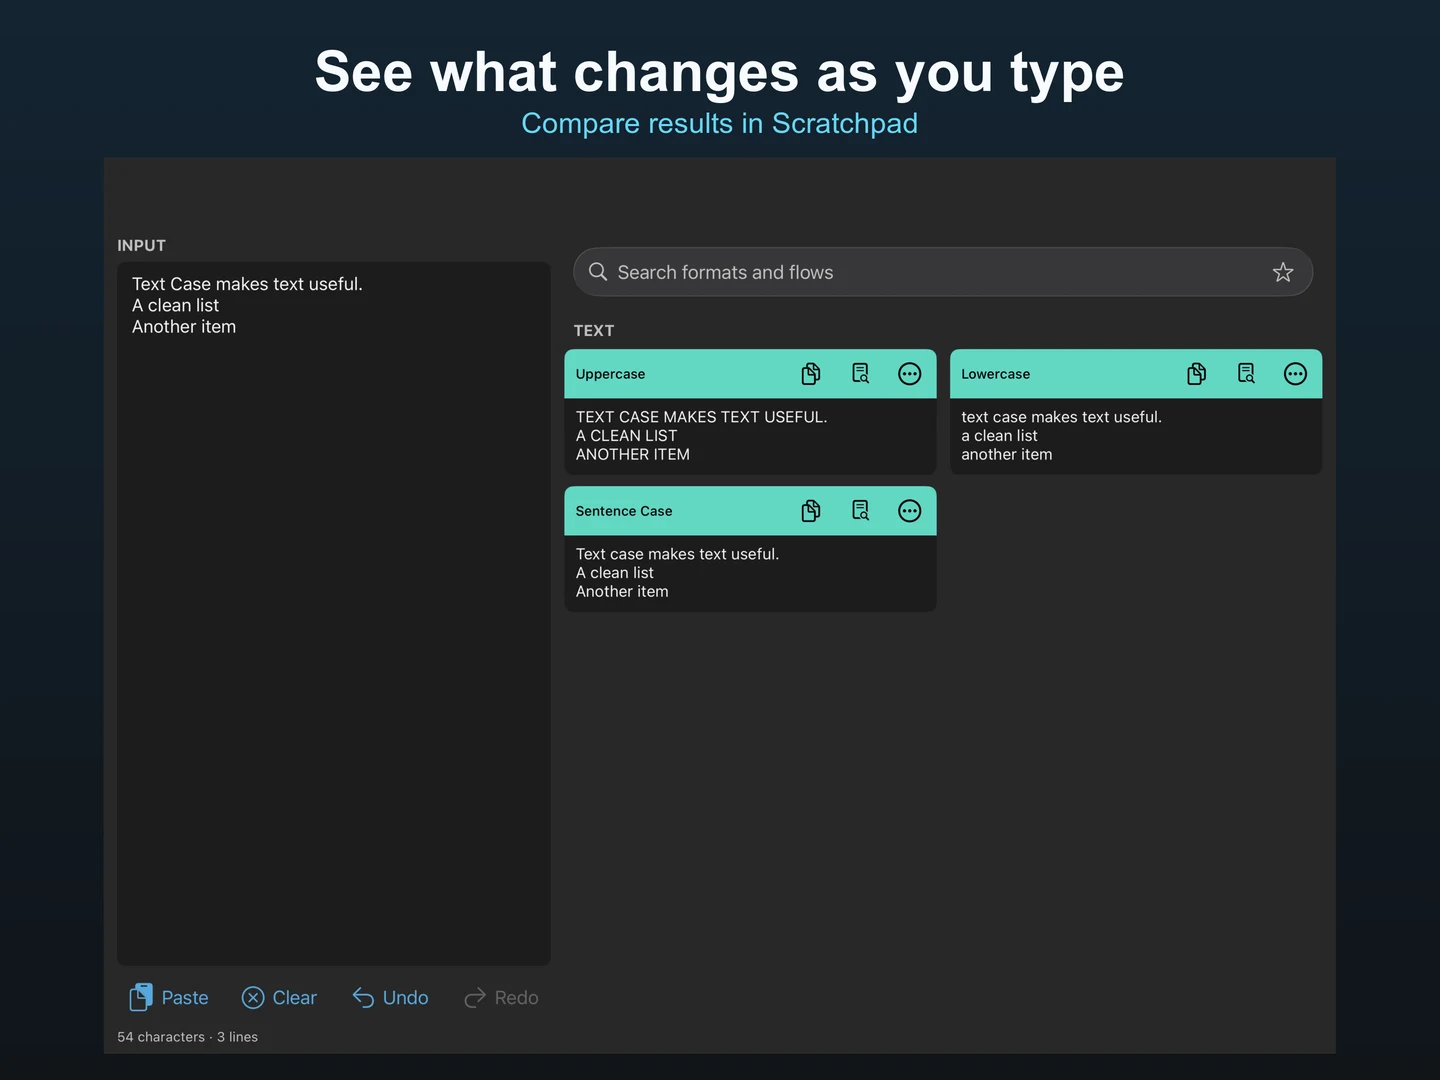 See what changes as you type
Compare results in Scratchpad
INPUT
Text Case makes text useful.
A clean list
Another item
Search formats and flows
TEXT
Uppercase
TEXT CASE MAKES TEXT USEFUL.
A CLEAN LIST
ANOTHER ITEM
Lowercase
text case makes text useful.
a clean list
another item
Sentence Case
Text case makes text useful.
A clean list
Another item
Paste
Clear
Undo
Redo
54 characters · 3 lines